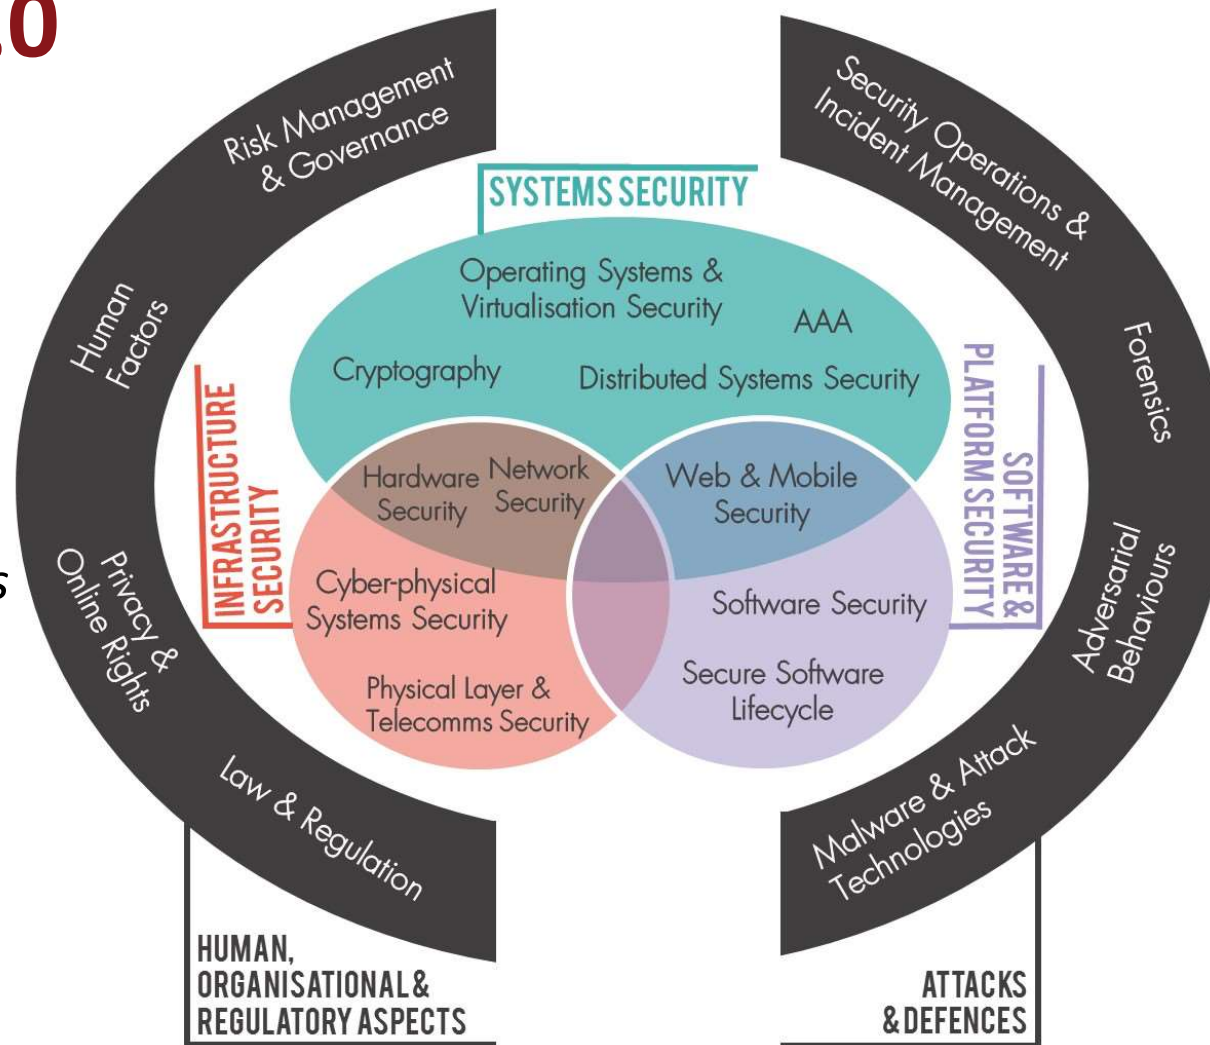 .0
Risk Management
& Governance
Human
Factors
Privacy &
Online Rights
Law & Regulation
HUMAN,
ORGANISATIONAL &
REGULATORY ASPECTS
SYSTEMS SECURITY
Operating Systems &
Virtualisation Security
AAA
Cryptography
Distributed Systems Security
INFRASTRUCTURE
SECURITY
Hardware
Security
Network
Security
Cyber-physical
Systems Security
Physical Layer &
Telecomms Security
Web & Mobile
Security
Software Security
Secure Software
Lifecycle
SOFTWARE &
PLATFORM SECURITY
Security Operations &
Incident Management
Forensics
Adversarial
Behaviours
Malware & Attack
Technologies
ATTACKS
& DEFENCES
s